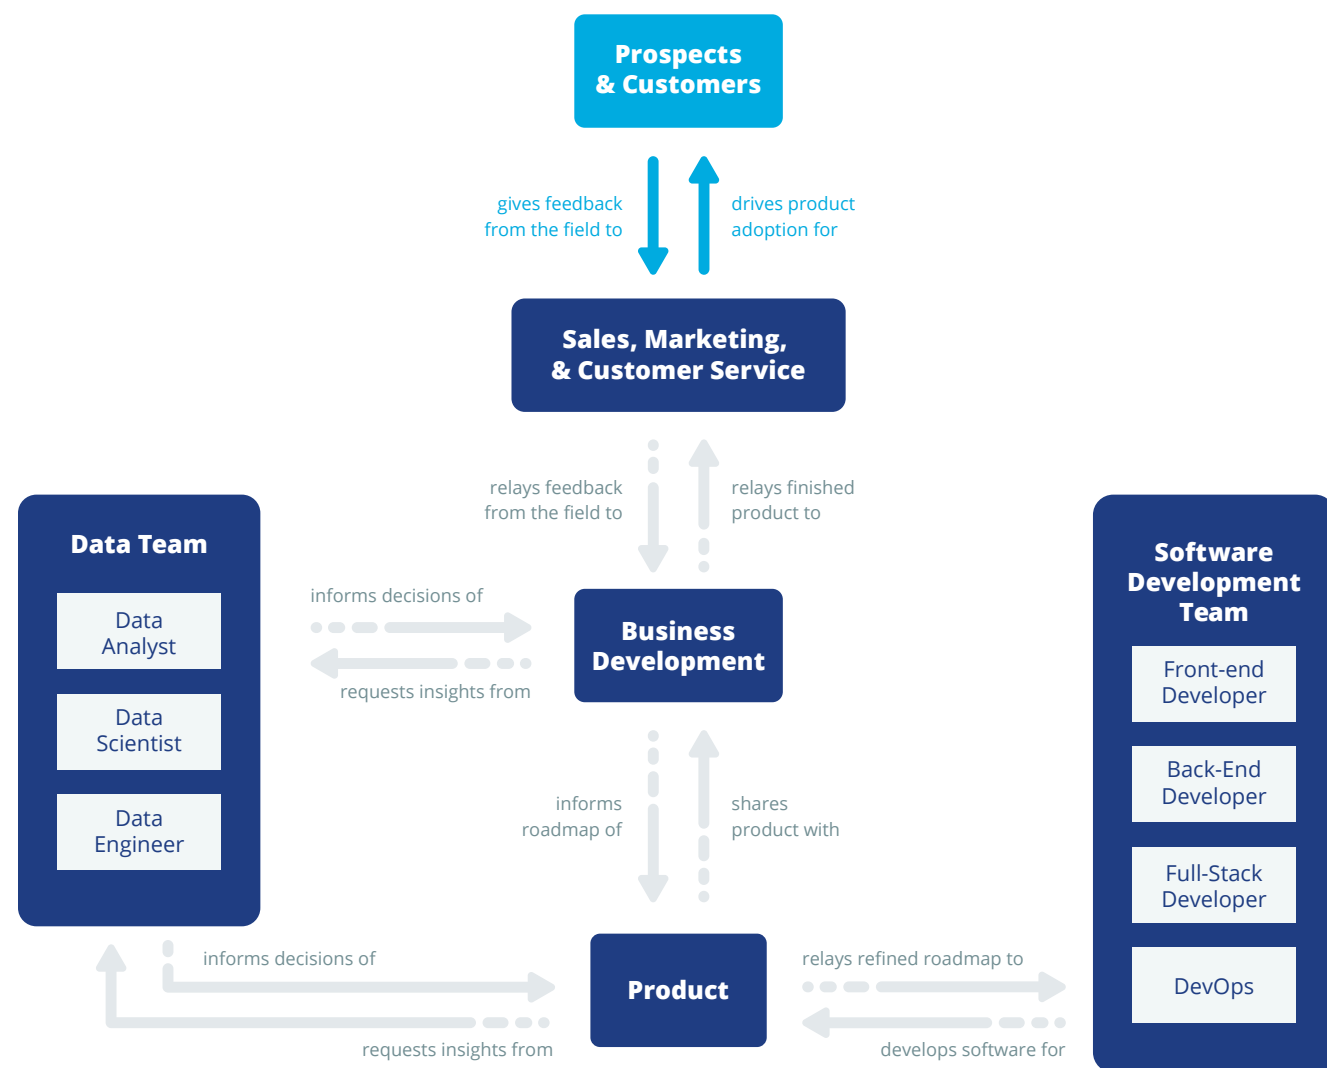 Prospects
& Customers
gives feedback
from the field to
drives product
adoption for
Sales, Marketing,
& Customer Service
relays feedback
from the field to
relays finished
product to
Data Team
Data
Analyst
Data
Scientist
Data
Engineer
informs decisions of
requests insights from
Business
Development
informs
roadmap of
shares
product with
Software
Development
Team
Front-end
Developer
Back-End
Developer
Full-Stack
Developer
DevOps
informs decisions of
requests insights from
Product
relays refined roadmap to
develops software for